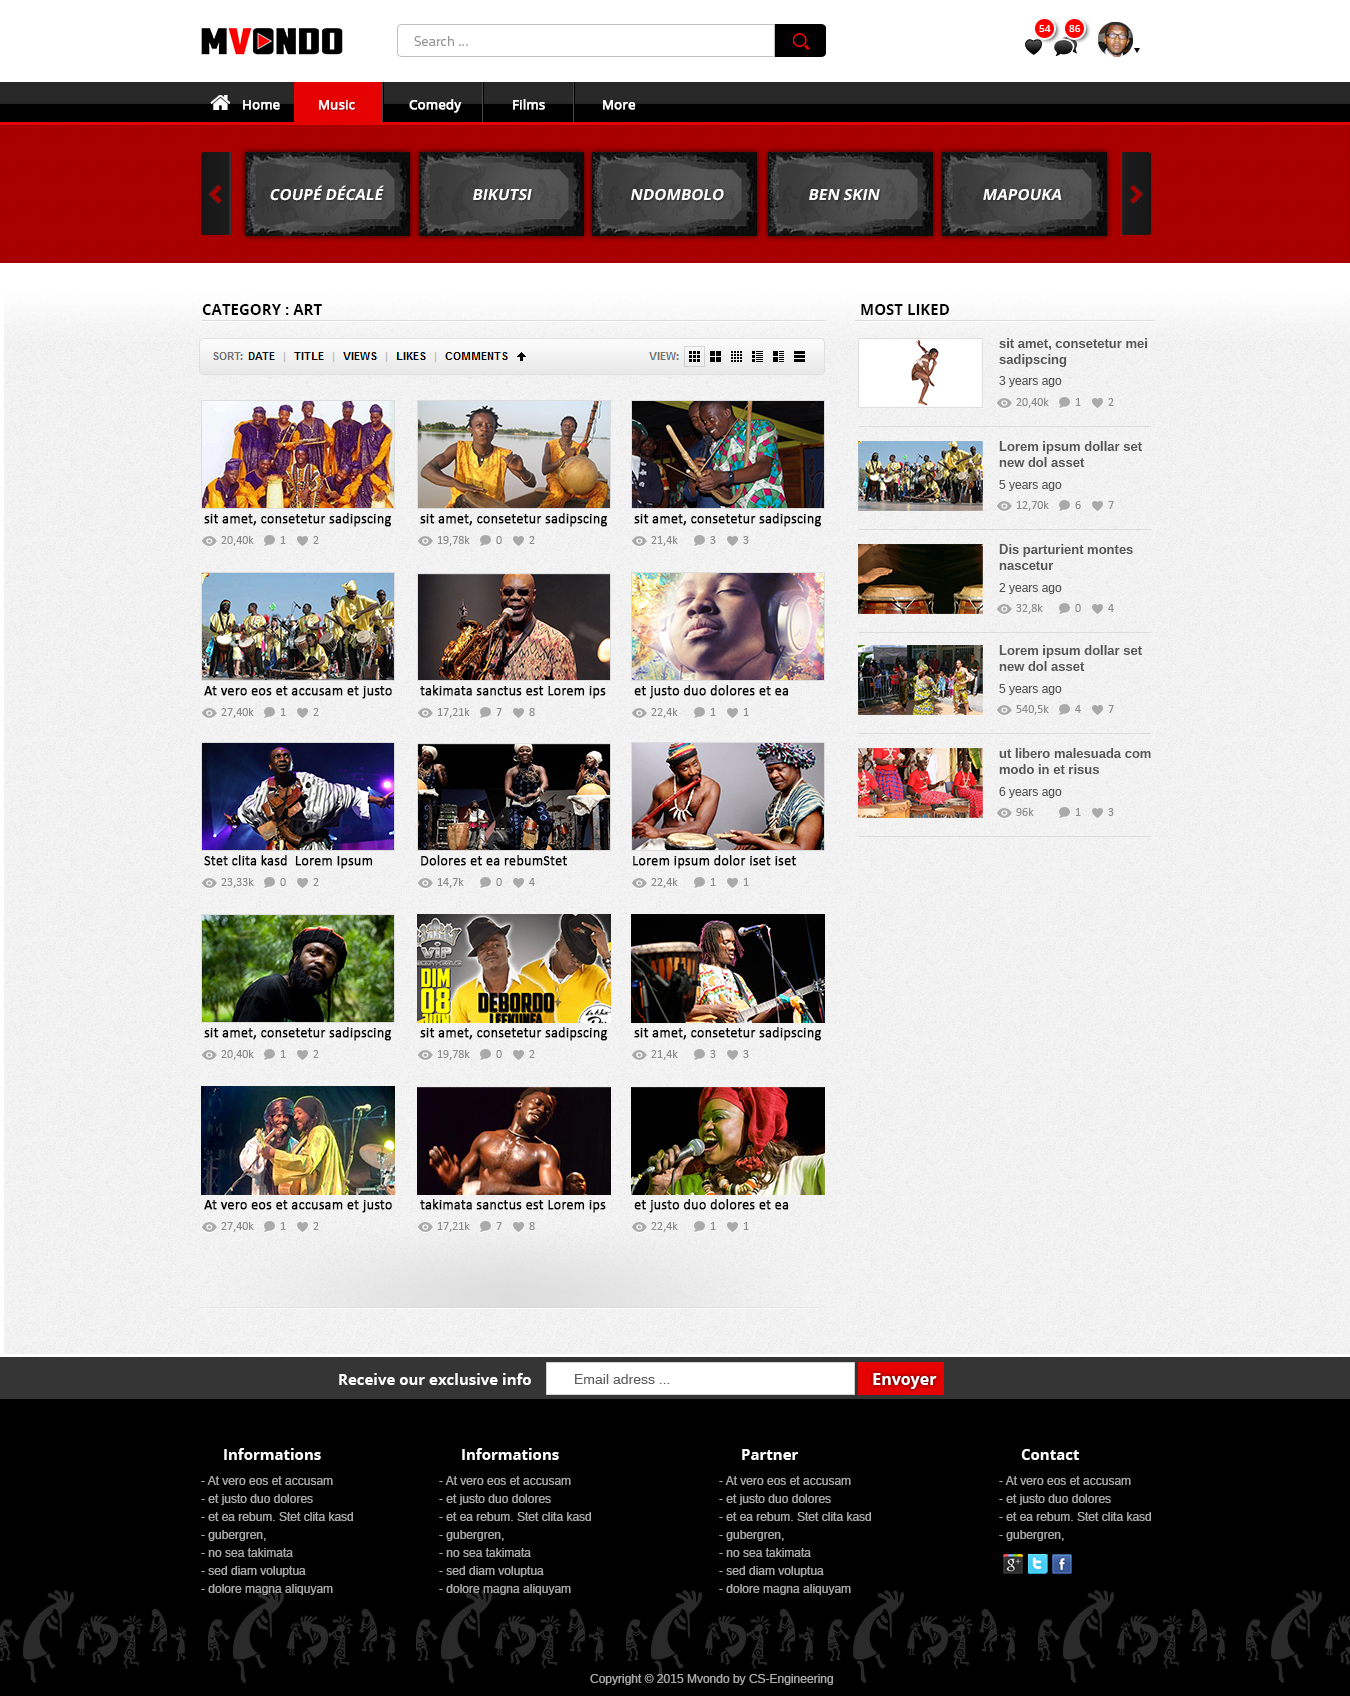 MVONDO
Search ...
54
86
Home
Music
Comedy
Films
More
COUPÉ DÉCALÉ
BIKUTSI
NDOMBOLO
BEN SKIN
MAPOUKA
CATEGORY : ART
SORT: DATE | TITLE | VIEWS | LIKES | COMMENTS
VIEW:
sit amet, consetetur sadipscing
20,40k 1 2
sit amet, consetetur sadipscing
19,78k 0 2
sit amet, consetetur sadipscing
21,4k 3 3
At vero eos et accusam et justo
27,40k 1 2
takimata sanctus est Lorem ips
17,21k 7 8
et justo duo dolores et ea
22,4k 1 1
Stet clita kasd Lorem Ipsum
23,33k 0 2
Dolores et ea rebumStet
14,7k 0 4
Lorem ipsum dolor iset iset
22,4k 1 1
sit amet, consetetur sadipscing
20,40k 1 2
VIP
DIM
08
DEBORDO
sit amet, consetetur sadipscing
19,78k 0 2
sit amet, consetetur sadipscing
21,4k 3 3
At vero eos et accusam et justo
27,40k 1 2
takimata sanctus est Lorem ips
17,21k 7 8
et justo duo dolores et ea
22,4k 1 1
MOST LIKED
sit amet, consetetur mei
sadipscing
3 years ago
20,40k 1 2
Lorem ipsum dollar set
new dol asset
5 years ago
12,70k 6 7
Dis parturient montes
nascetur
2 years ago
32,8k 0 4
Lorem ipsum dollar set
new dol asset
5 years ago
540,5k 4 7
ut libero malesuada com
modo in et risus
6 years ago
96k 1 3
Receive our exclusive info
Email adress ...
Envoyer
Informations
- At vero eos et accusam
- et justo duo dolores
- et ea rebum. Stet clita kasd
- gubergren,
- no sea takimata
- sed diam voluptua
- dolore magna aliquyam
Informations
- At vero eos et accusam
- et justo duo dolores
- et ea rebum. Stet clita kasd
- gubergren,
- no sea takimata
- sed diam voluptua
- dolore magna aliquyam
Partner
- At vero eos et accusam
- et justo duo dolores
- et ea rebum. Stet clita kasd
- gubergren,
- no sea takimata
- sed diam voluptua
- dolore magna aliquyam
Contact
- At vero eos et accusam
- et justo duo dolores
- et ea rebum. Stet clita kasd
- gubergren,
Copyright © 2015 Mvondo by CS-Engineering